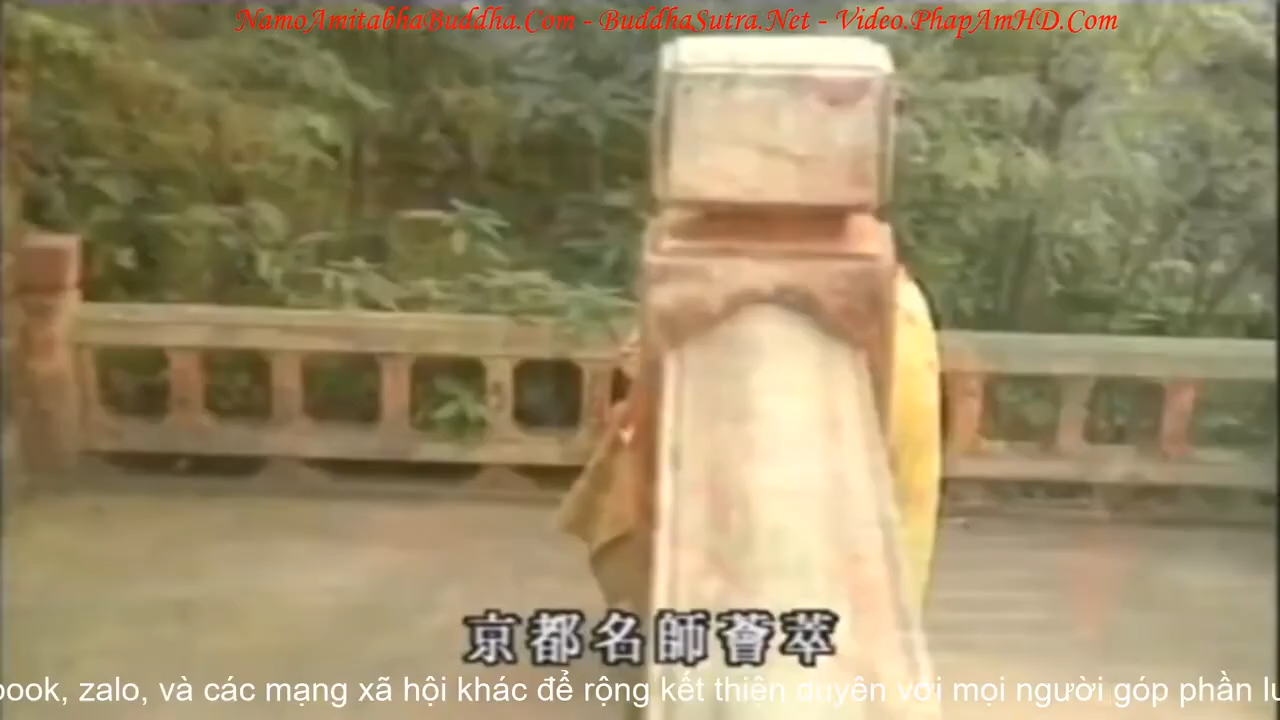 NamoAmitabhaBuddha.Com - BuddhaSutra.Net - Video.PhapAmHD.Com
京都名師薈萃
book, zalo, và các mạng xã hội khác để rộng kết thiện duyên với mọi người góp phần lu